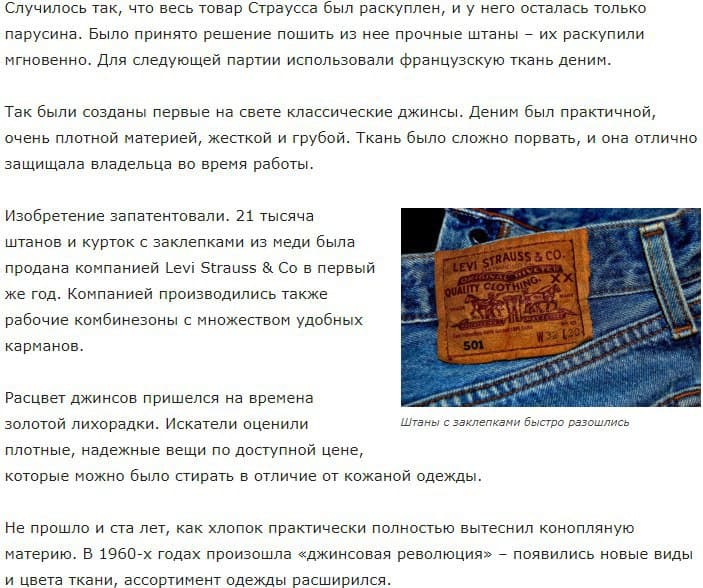 Случилось так, что весь товар Страусса был раскуплен, и у него осталась только
парусина. Было принято решение пошить из нее прочные штаны – их раскупили
мгновенно. Для следующей партии использовали французскую ткань деним.
Так были созданы первые на свете классические джинсы. Деним был практичной,
очень плотной материей, жесткой и грубой. Ткань было сложно порвать, и она отлично
защищала владельца во время работы.
Изобретение запатентовали. 21 тысяча
штанов и курток с заклепками из меди была
продана компанией Levi Strauss & Co в первый
же год. Компанией производились также
рабочие комбинезоны с множеством удобных
карманов.
LEVI STRAUSS & CO.
ORIGINAL RIVETED
QUALITY CLOTHING.
XX
501
W 32 L 30
Штаны с заклепками быстро разошлись
Расцвет джинсов пришелся на времена
золотой лихорадки. Искатели оценили
плотные, надежные вещи по доступной цене,
которые можно было стирать в отличие от кожаной одежды.
Не прошло и ста лет, как хлопок практически полностью вытеснил конопляную
материю. В 1960-х годах произошла «джинсовая революция» – появились новые виды
и цвета ткани, ассортимент одежды расширился.